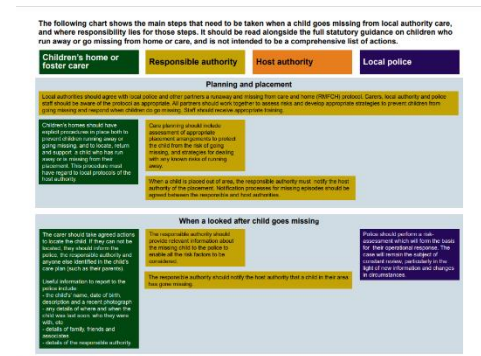 The following chart shows the main steps that need to be taken when a child goes missing from local authority care,
and where responsibility lies for those steps. It should be read alongside the full statutory guidance on children who
run away or go missing from home or care, and is not intended to be a comprehensive list of actions.
Children's home or
foster carer
Responsible authority
Host authority
Local police
Planning and placement
Local authorities should agree with local police and other partners a runaway and missing from care and home (RMFCH) protocol. Carers, local authority and police
staff should be aware of the protocol as appropriate. All partners should work together to assess risks and develop appropriate strategies to prevent children from
going missing and respond when children do go missing. Staff should receive appropriate training.
Children's homes should have
explicit procedures in place both to
prevent children running away or
going missing, and to locate, return
and support a child who has run
away or is missing from their
placement. This procedure must
have regard to local protocols of the
host authority.
Care planning should include
assessment of appropriate
placement arrangements to protect
the child from the risk of going
missing, and strategies for dealing
with any known risks of running
away.
When a child is placed out of area, the responsible authority must notify the host
authority of the placement. Notification processes for missing episodes should be
agreed between the responsible and host authorities.
When a looked after child goes missing
The carer should take agreed actions
to locate the child. If they can not be
located, they should inform the
police, the responsible authority and
anyone else identified in the child's
care plan (such as their parents).
Useful information to report to the
police include:
- the child's name, date of birth,
description and a recent photograph
- any details of where and when the
child was last seen, who they were
with, etc
- details of family, friends and
associates
- details of the responsible authority
The responsible authority should
provide relevant information about
the missing child to the police to
enable all the risk factors to be
considered.
The responsible authority should notify the host authority that a child in their area
has gone missing.
Police should perform a risk-
assessment which will form the basis
for their operational response. The
case will remain the subject of
constant review, particularly in the
light of new information and changes
in circumstances.